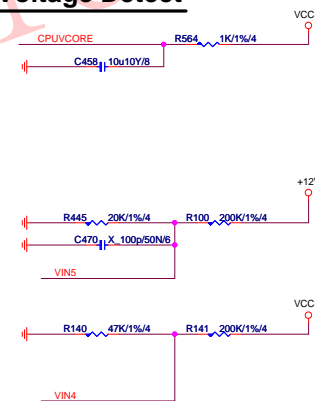 Voltage Detect
VCC
CPUVCORE R564 1K/1%/4
C458 10u10Y/8
+12V
R445 20K/1%/4 R100 200K/1%/4
C470 X_100p/50N/6
VIN5
VCC
R140 47K/1%/4 R141 200K/1%/4
VIN4